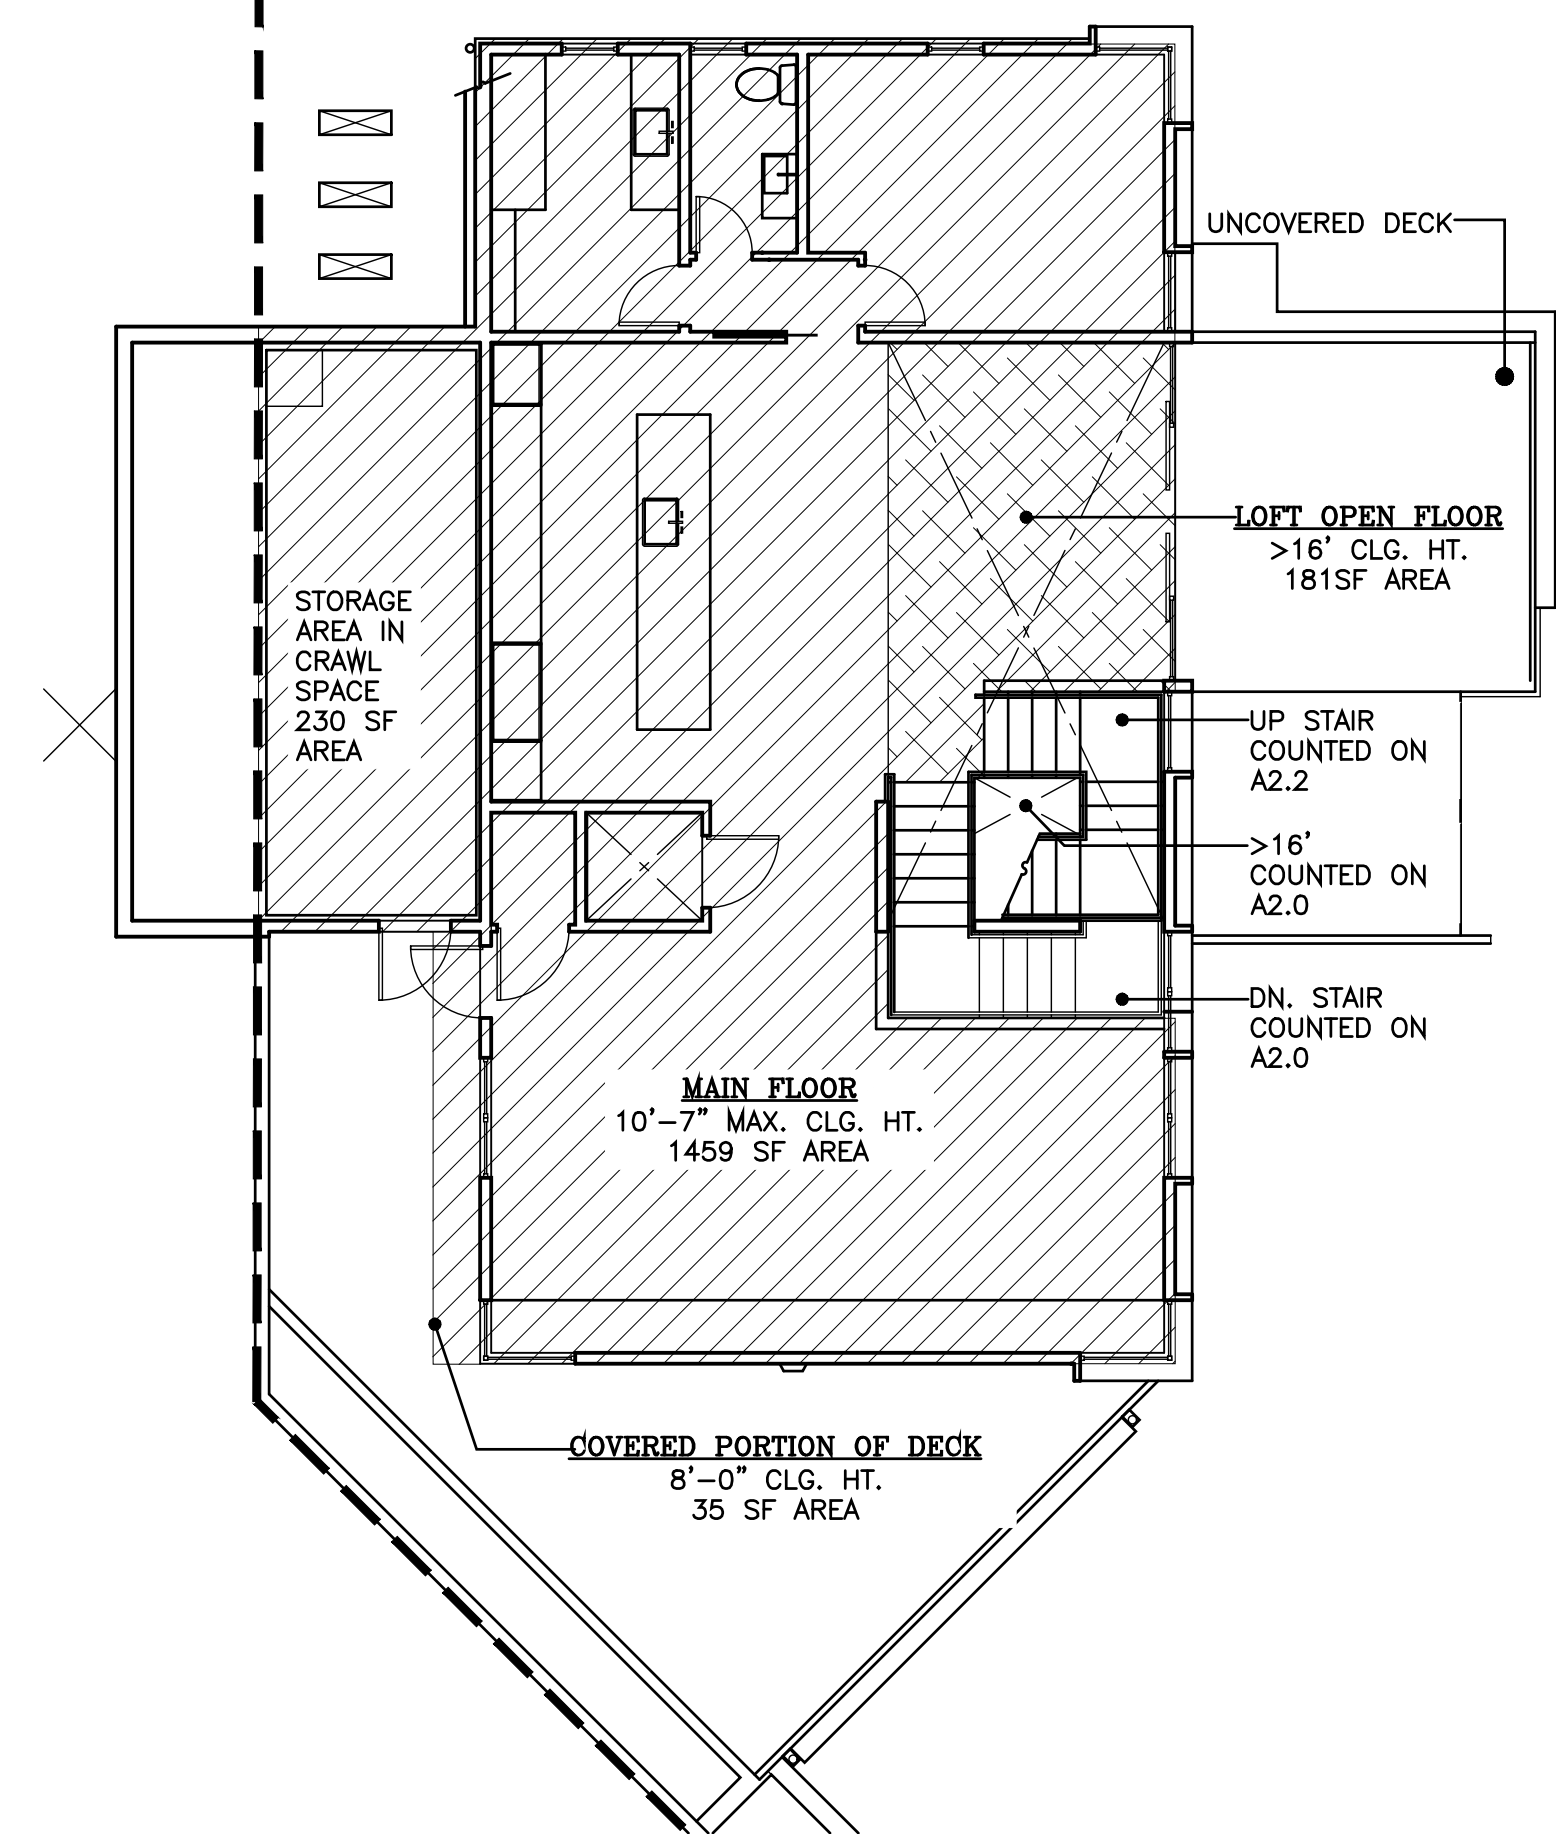 UNCOVERED DECK
LOFT OPEN FLOOR
>16' CLG. HT.
181SF AREA
STORAGE
AREA IN
CRAWL
SPACE
230 SF
AREA
UP STAIR
COUNTED ON
A2.2
>16'
COUNTED ON
A2.0
DN. STAIR
COUNTED ON
A2.0
MAIN FLOOR
10'-7" MAX. CLG. HT.
1459 SF AREA
COVERED PORTION OF DECK
8'-0" CLG. HT.
35 SF AREA